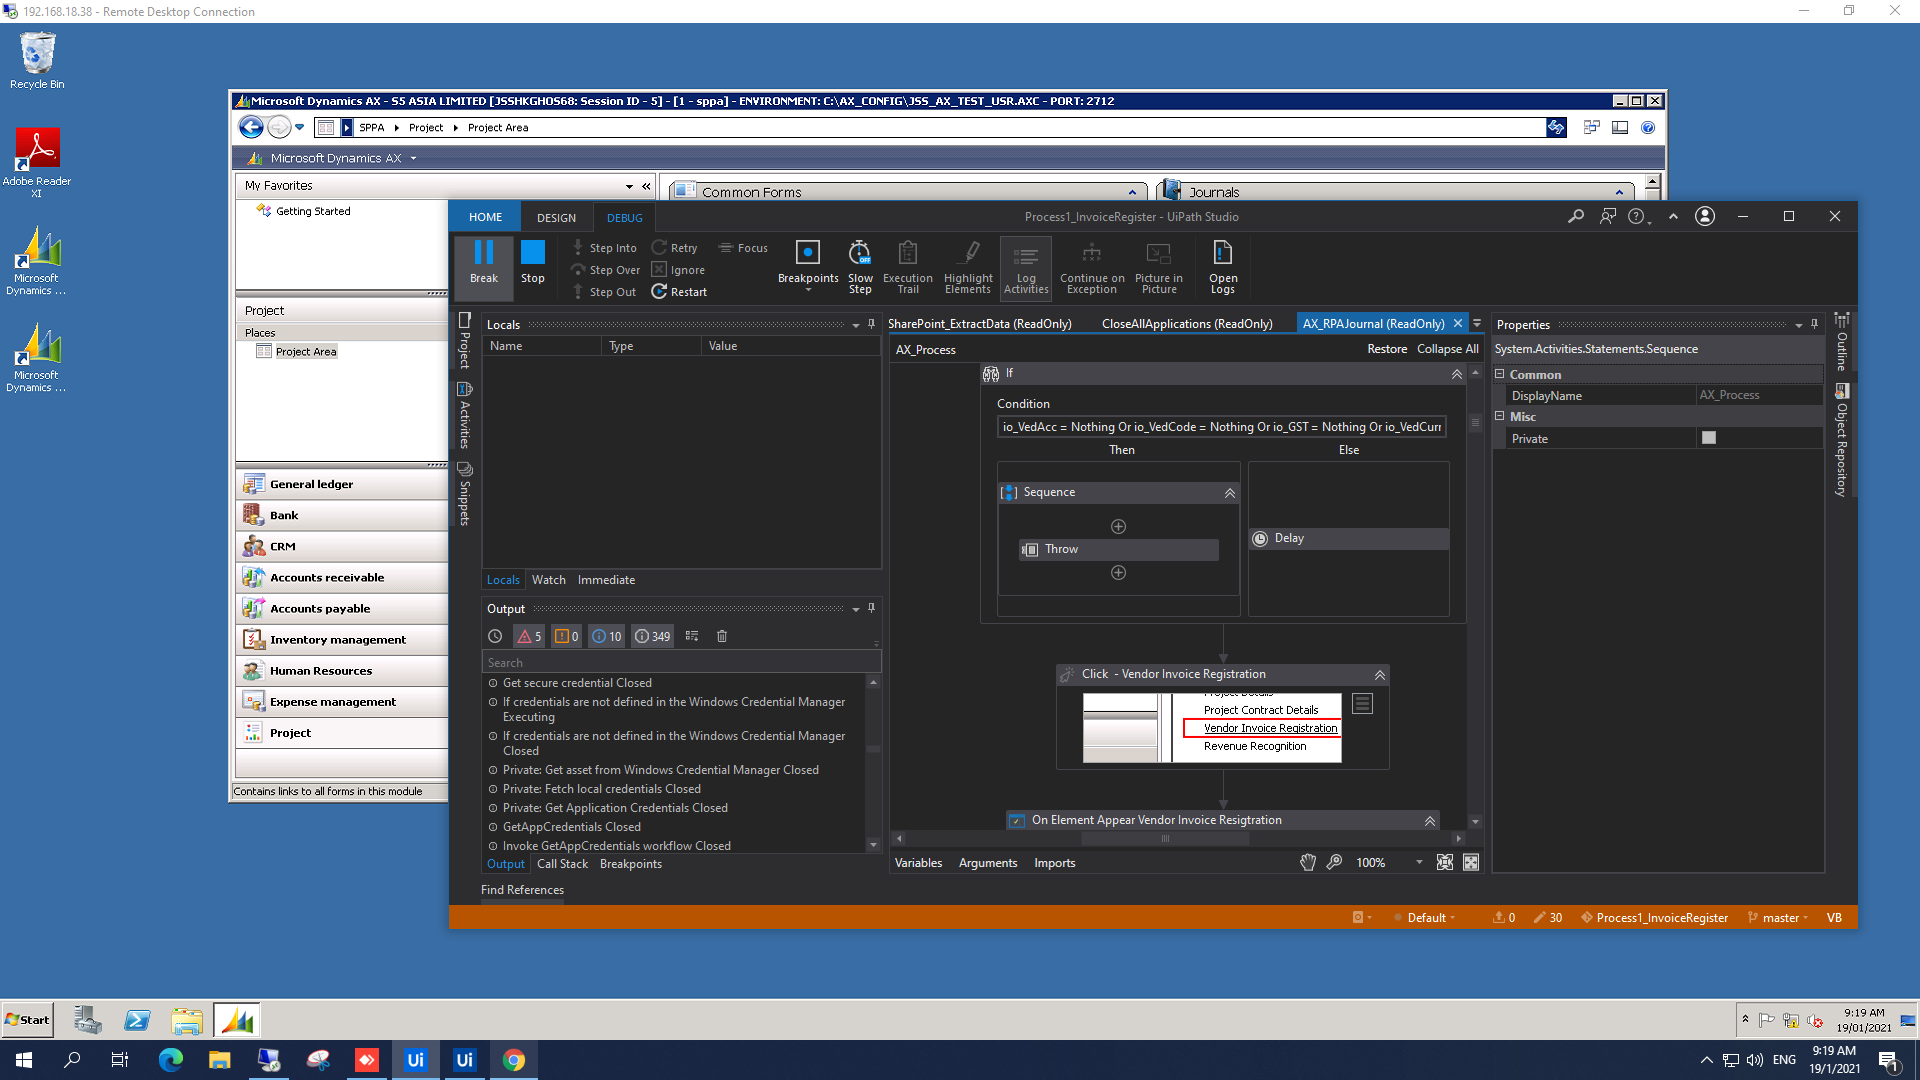 192.168.18.38 - Remote Desktop Connection
Recycle Bin
Adobe Reader
XI
Microsoft
Dynamics ...
Microsoft
Dynamics ...
Microsoft Dynamics AX - S5 ASIA LIMITED [JSSHKGHOS68: Session ID - 5] - [1 - sppa] - ENVIRONMENT: C:\AX_CONFIG\JSS_AX_TEST_USR.AXC - PORT: 2712
SPPA
Project
Project Area
Microsoft Dynamics AX
My Favorites
Getting Started
Common Forms
Journals
Project
Places
Project Area
General ledger
Bank
CRM
Accounts receivable
Accounts payable
Inventory management
Human Resources
Expense management
Project
Contains links to all forms in this module
HOME
DESIGN
DEBUG
Process1_InvoiceRegister - UiPath Studio
Break
Stop
Step Into
Step Over
Step Out
Retry
Ignore
Restart
Focus
Breakpoints
Slow
Step
OFF
Execution
Trail
Highlight
Elements
Log
Activities
Continue on
Exception
Picture in
Picture
Open
Logs
Project
Activities
Snippets
Locals
Name Type Value
Locals Watch Immediate
Output
5 0 10 349
Search
Get secure credential Closed
If credentials are not defined in the Windows Credential Manager
Executing
If credentials are not defined in the Windows Credential Manager
Closed
Private: Get asset from Windows Credential Manager Closed
Private: Fetch local credentials Closed
Private: Get Application Credentials Closed
GetAppCredentials Closed
Invoke GetAppCredentials workflow Closed
Output Call Stack Breakpoints
Find References
SharePoint_ExtractData (ReadOnly)
CloseAllApplications (ReadOnly)
AX_RPAJournal (ReadOnly)
AX_Process
Restore Collapse All
If
Condition
io_VedAcc = Nothing Or io_VedCode = Nothing Or io_GST = Nothing Or io_VedCurr
Then Else
Sequence
Throw
Delay
Click - Vendor Invoice Registration
Project Details
Project Contract Details
Vendor Invoice Registration
Revenue Recognition
On Element Appear Vendor Invoice Resigtration
Variables Arguments Imports
100%
Properties
System.Activities.Statements.Sequence
Common
DisplayName AX_Process
Misc
Private
Outline
Object Repository
Default
0
30
Process1_InvoiceRegister
master
VB
Start
9:19 AM
19/01/2021
Ui
Ui
ENG
9:19 AM
19/1/2021
1